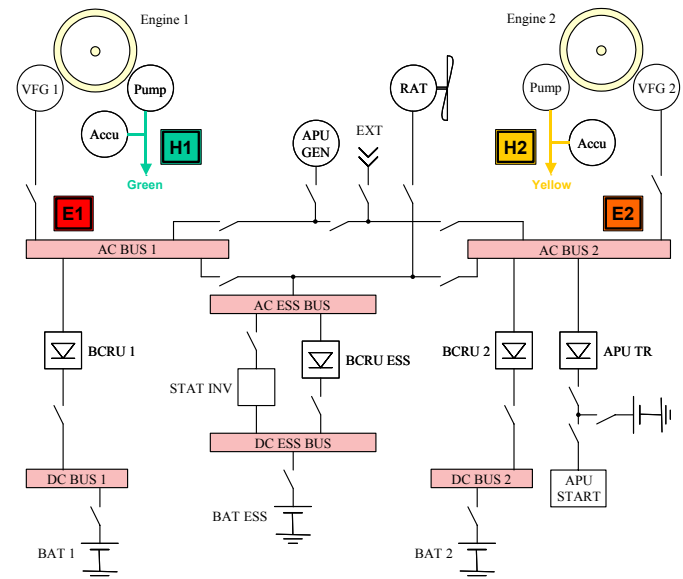 Engine 1
Engine 2
VFG 1
Pump
RAT
Pump
VFG 2
Accu
H1
APU
GEN
EXT
H2
Accu
Green
Yellow
E1
E2
AC BUS 1
AC BUS 2
AC ESS BUS
BCRU 1
BCRU ESS
BCRU 2
APU TR
STAT INV
DC ESS BUS
DC BUS 1
DC BUS 2
APU
START
BAT ESS
BAT 1
BAT 2